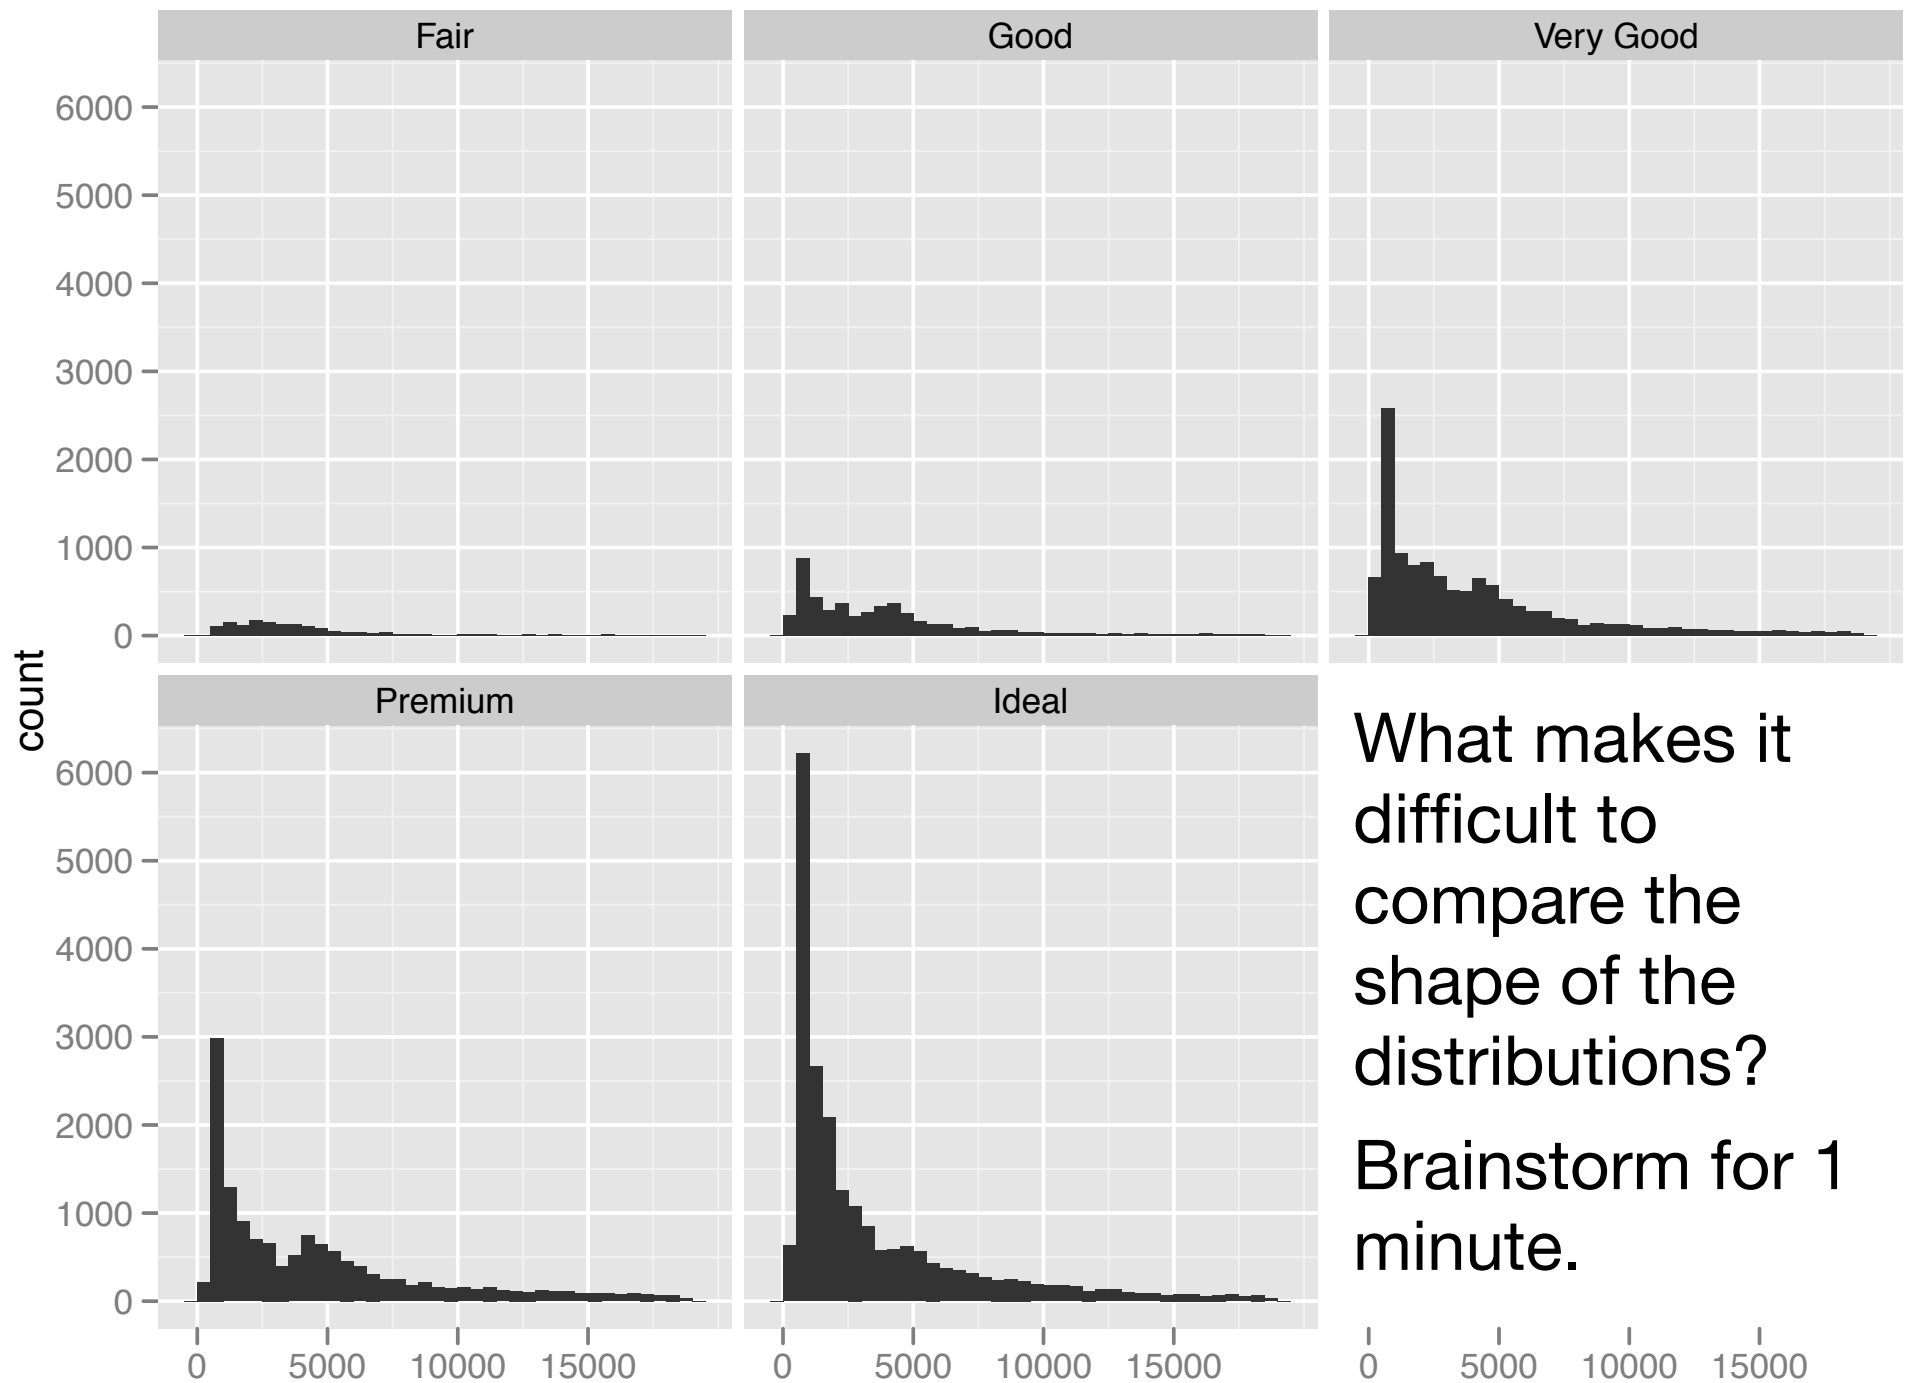 Fair
Good
Very Good
6000
5000
4000
3000
2000
1000
0
count
Premium
Ideal
6000
5000
4000
3000
2000
1000
0
0 5000 10000 15000
0 5000 10000 15000
0 5000 10000 15000
What makes it
difficult to
compare the
shape of the
distributions?
Brainstorm for 1
minute.